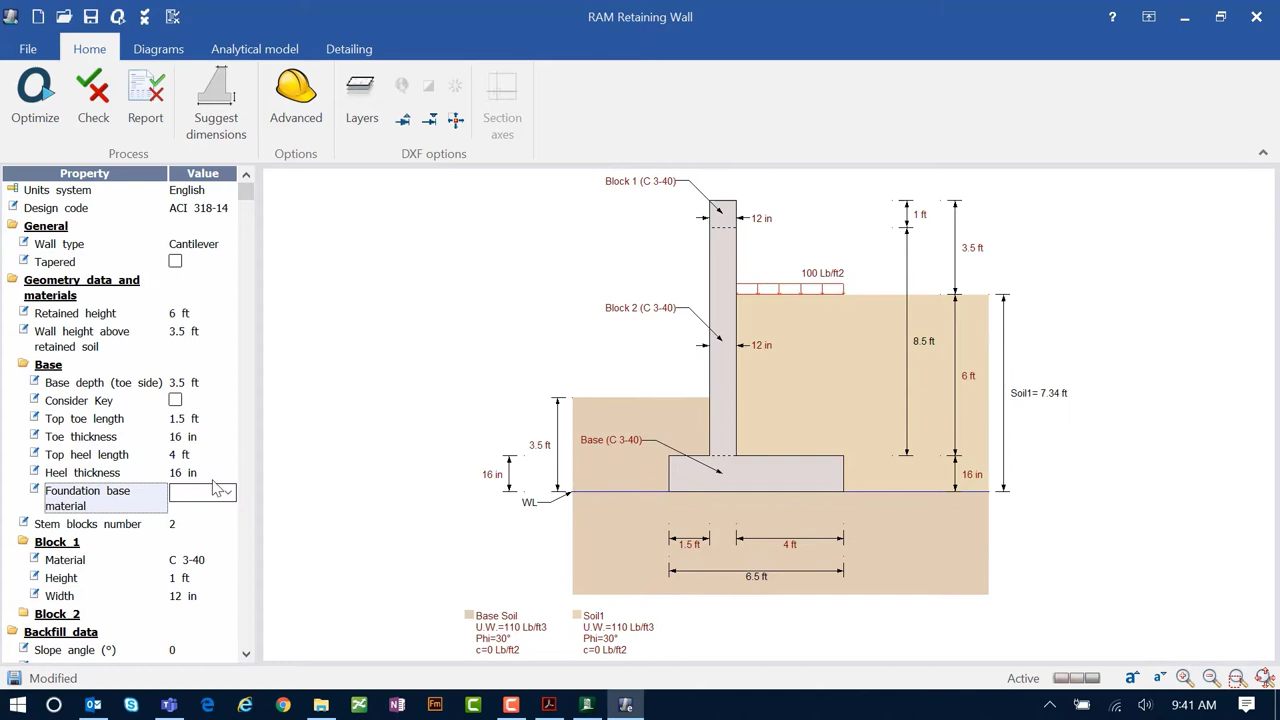 RAM Retaining Wall
File Home Diagrams Analytical model Detailing
Optimize Check Report Suggest dimensions Advanced Layers Section axes
Process Options DXF options
Property Value
Units system English
Design code ACI 318-14
General
Wall type Cantilever
Tapered
Geometry data and
materials
Retained height 6 ft
Wall height above 3.5 ft
retained soil
Base
Base depth (toe side) 3.5 ft
Consider Key
Top toe length 1.5 ft
Toe thickness 16 in
Top heel length 4 ft
Heel thickness 16 in
Foundation base
material
Stem blocks number 2
Block_1
Material C 3-40
Height 1 ft
Width 12 in
Block_2
Backfill data
Slope angle (°) 0
Block 1 (C 3-40)
12 in
1 ft
3.5 ft
100 Lb/ft2
Block 2 (C 3-40)
12 in
8.5 ft
6 ft
Soil1= 7.34 ft
3.5 ft
Base (C 3-40)
16 in
16 in
WL
1.5 ft
4 ft
6.5 ft
Base Soil
U.W.=110 Lb/ft3
Phi=30°
c=0 Lb/ft2
Soil1
U.W.=110 Lb/ft3
Phi=30°
c=0 Lb/ft2
Modified
Active
9:41 AM